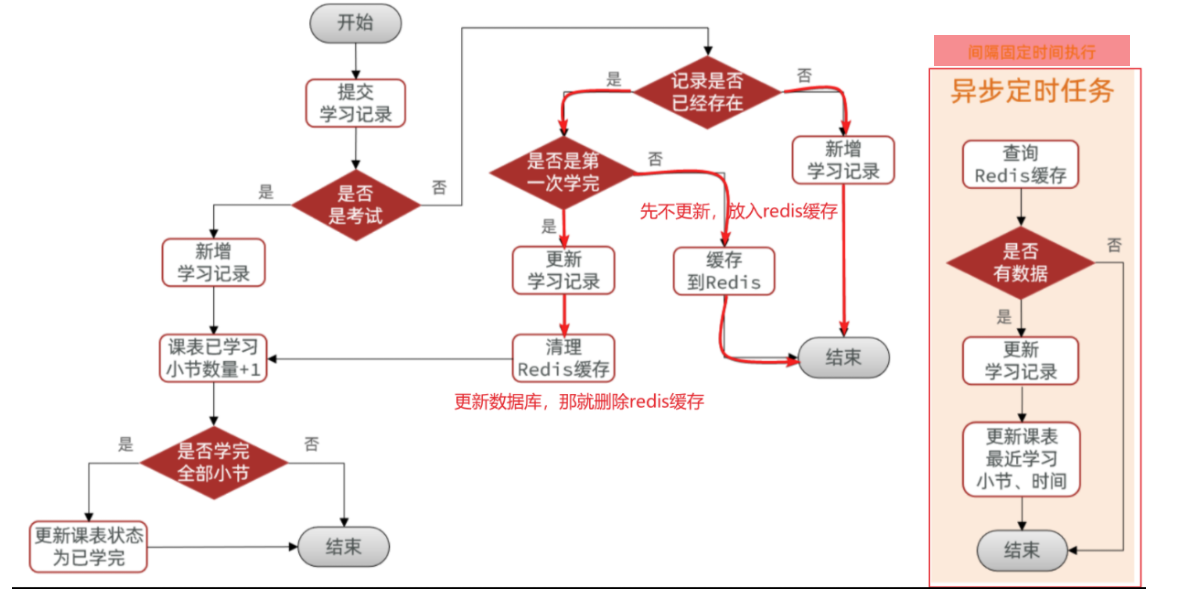 开始
提交
学习记录
是否
是考试
是
否
新增
学习记录
课表已学习
小节数量+1
是否学完
全部小节
是
否
更新课表状态
为已学完
结束
记录是否
已经存在
是
否
是否是第
一次学完
否
新增
学习记录
先不更新，放入redis缓存
是
更新
学习记录
缓存
到Redis
清理
Redis缓存
结束
更新数据库，那就删除redis缓存
间隔固定时间执行
异步定时任务
查询
Redis缓存
是否
有数据
否
是
更新
学习记录
更新课表
最近学习
小节、时间
结束